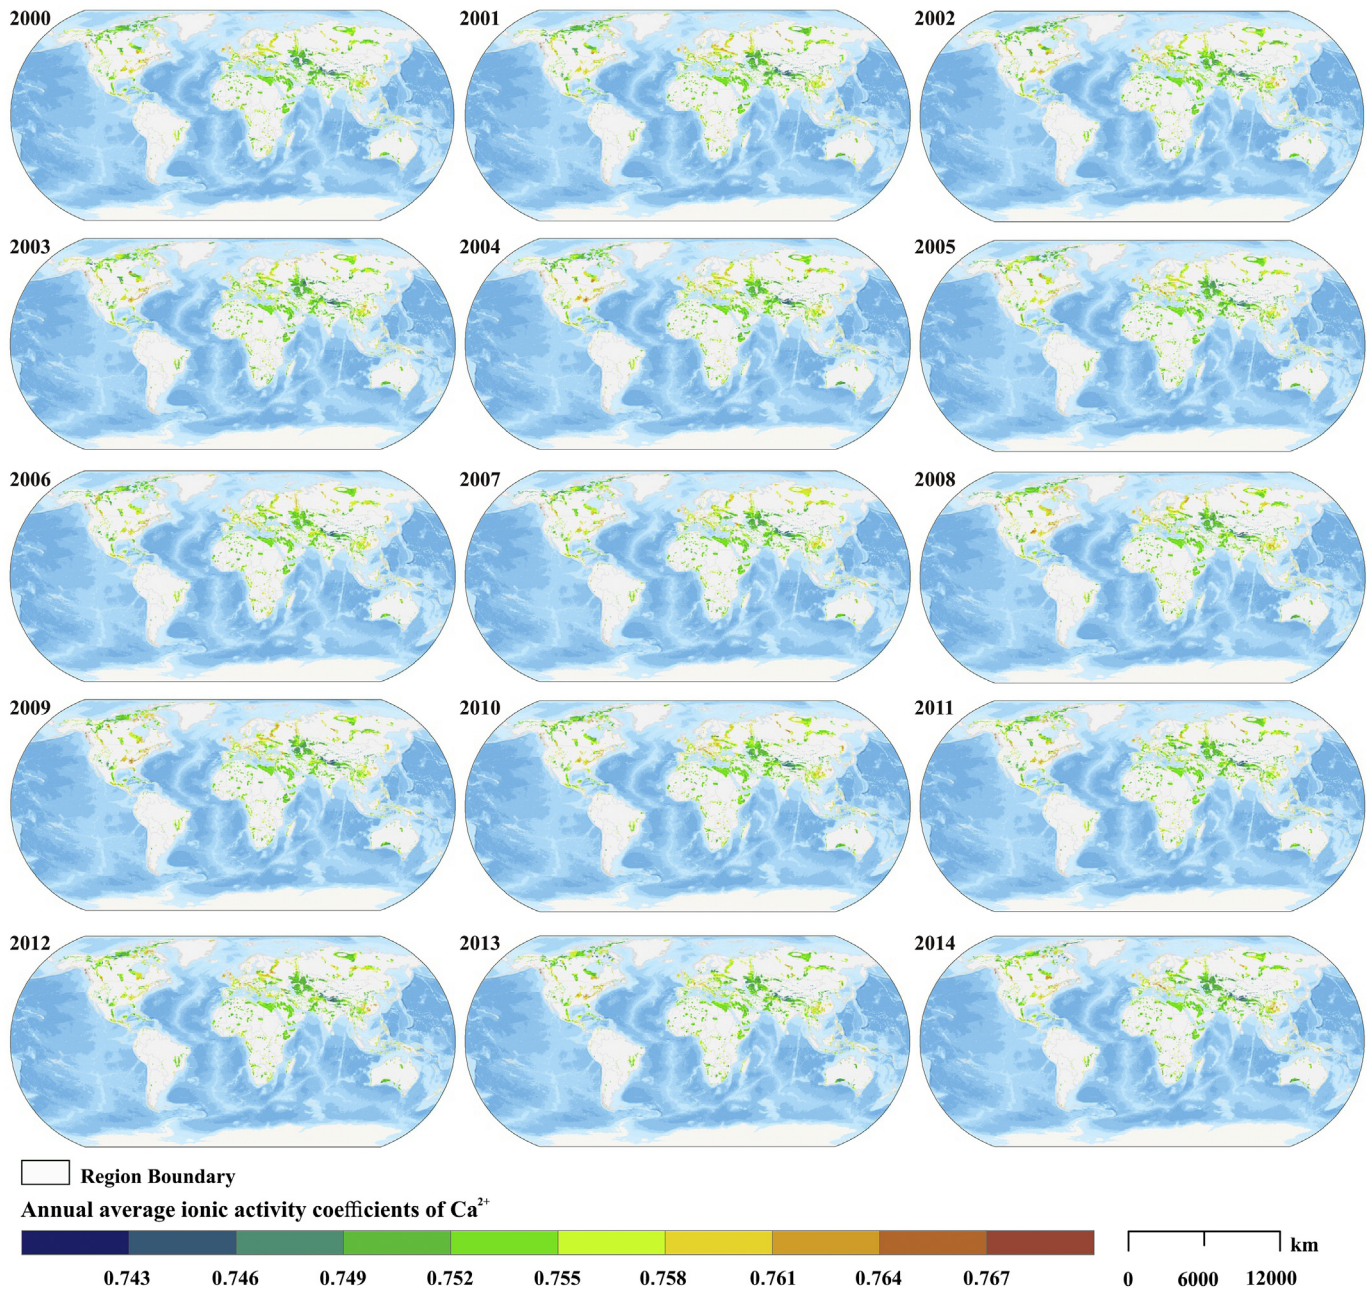 2000 2001 2002
2003 2004 2005
2006 2007 2008
2009 2010 2011
2012 2013 2014
Region Boundary
Annual average ionic activity coefficients of Ca²⁺
0.743 0.746 0.749 0.752 0.755 0.758 0.761 0.764 0.767
km
0 6000 12000